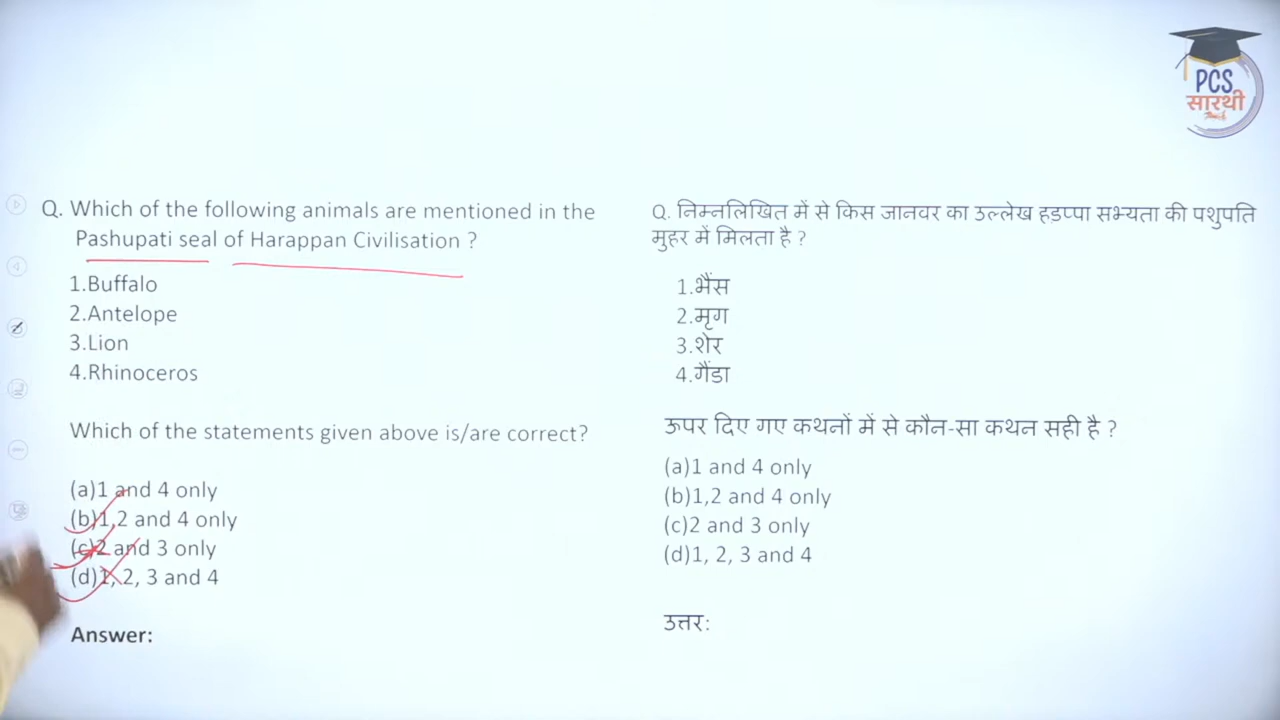 PCS
सारथी
Q. Which of the following animals are mentioned in the
Pashupati seal of Harappan Civilisation ?
1.Buffalo
2.Antelope
3.Lion
4.Rhinoceros
Which of the statements given above is/are correct?
(a)1 and 4 only
(b)1,2 and 4 only
(c)2 and 3 only
(d)1, 2, 3 and 4
Answer:
Q. निम्नलिखित में से किस जानवर का उल्लेख हड़प्पा सभ्यता की पशुपति
मुहर में मिलता है ?
1.भैंस
2.मृग
3.शेर
4.गैंडा
ऊपर दिए गए कथनों में से कौन-सा कथन सही है ?
(a)1 and 4 only
(b)1,2 and 4 only
(c)2 and 3 only
(d)1, 2, 3 and 4
उत्तर: